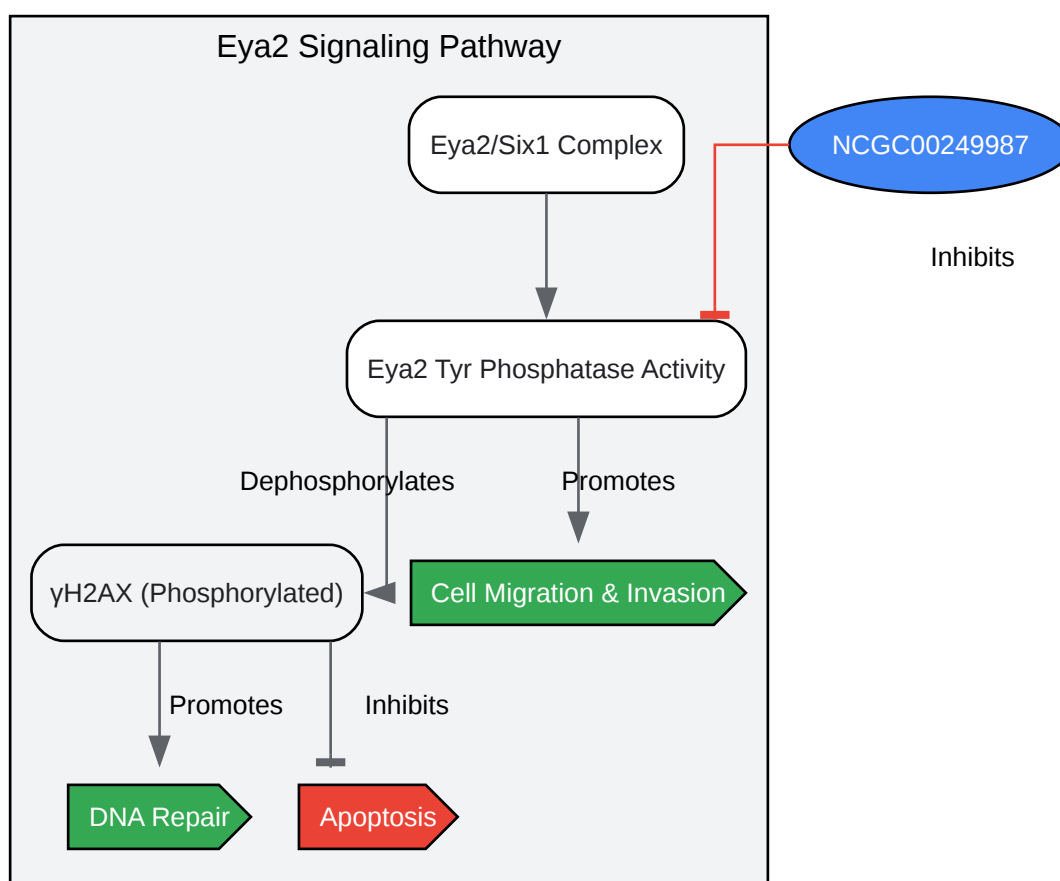 Eya2 Signaling Pathway
Eya2/Six1 Complex
NCGC00249987
Inhibits
Eya2 Tyr Phosphatase Activity
Dephosphorylates
Promotes
γH2AX (Phosphorylated)
Cell Migration & Invasion
Promotes
Inhibits
DNA Repair
Apoptosis